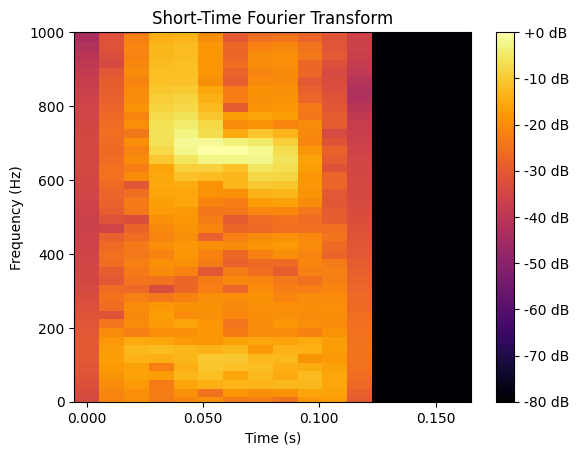 Short-Time Fourier Transform
Frequency (Hz)
1000
800
600
400
200
0
0.000
0.050
0.100
0.150
Time (s)
+0 dB
-10 dB
-20 dB
-30 dB
-40 dB
-50 dB
-60 dB
-70 dB
-80 dB